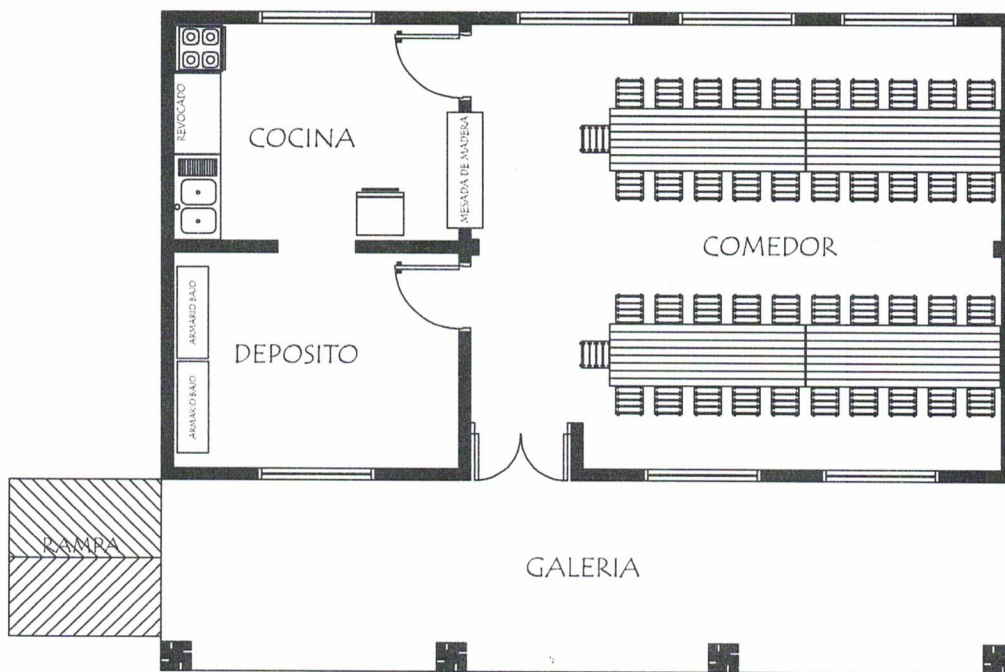 REVOCADO
COCINA
MESADA DE MADERA
COMEDOR
ARMARIO BAJO
DEPOSITO
ARMARIO BAJO
RAMPA
GALERIA